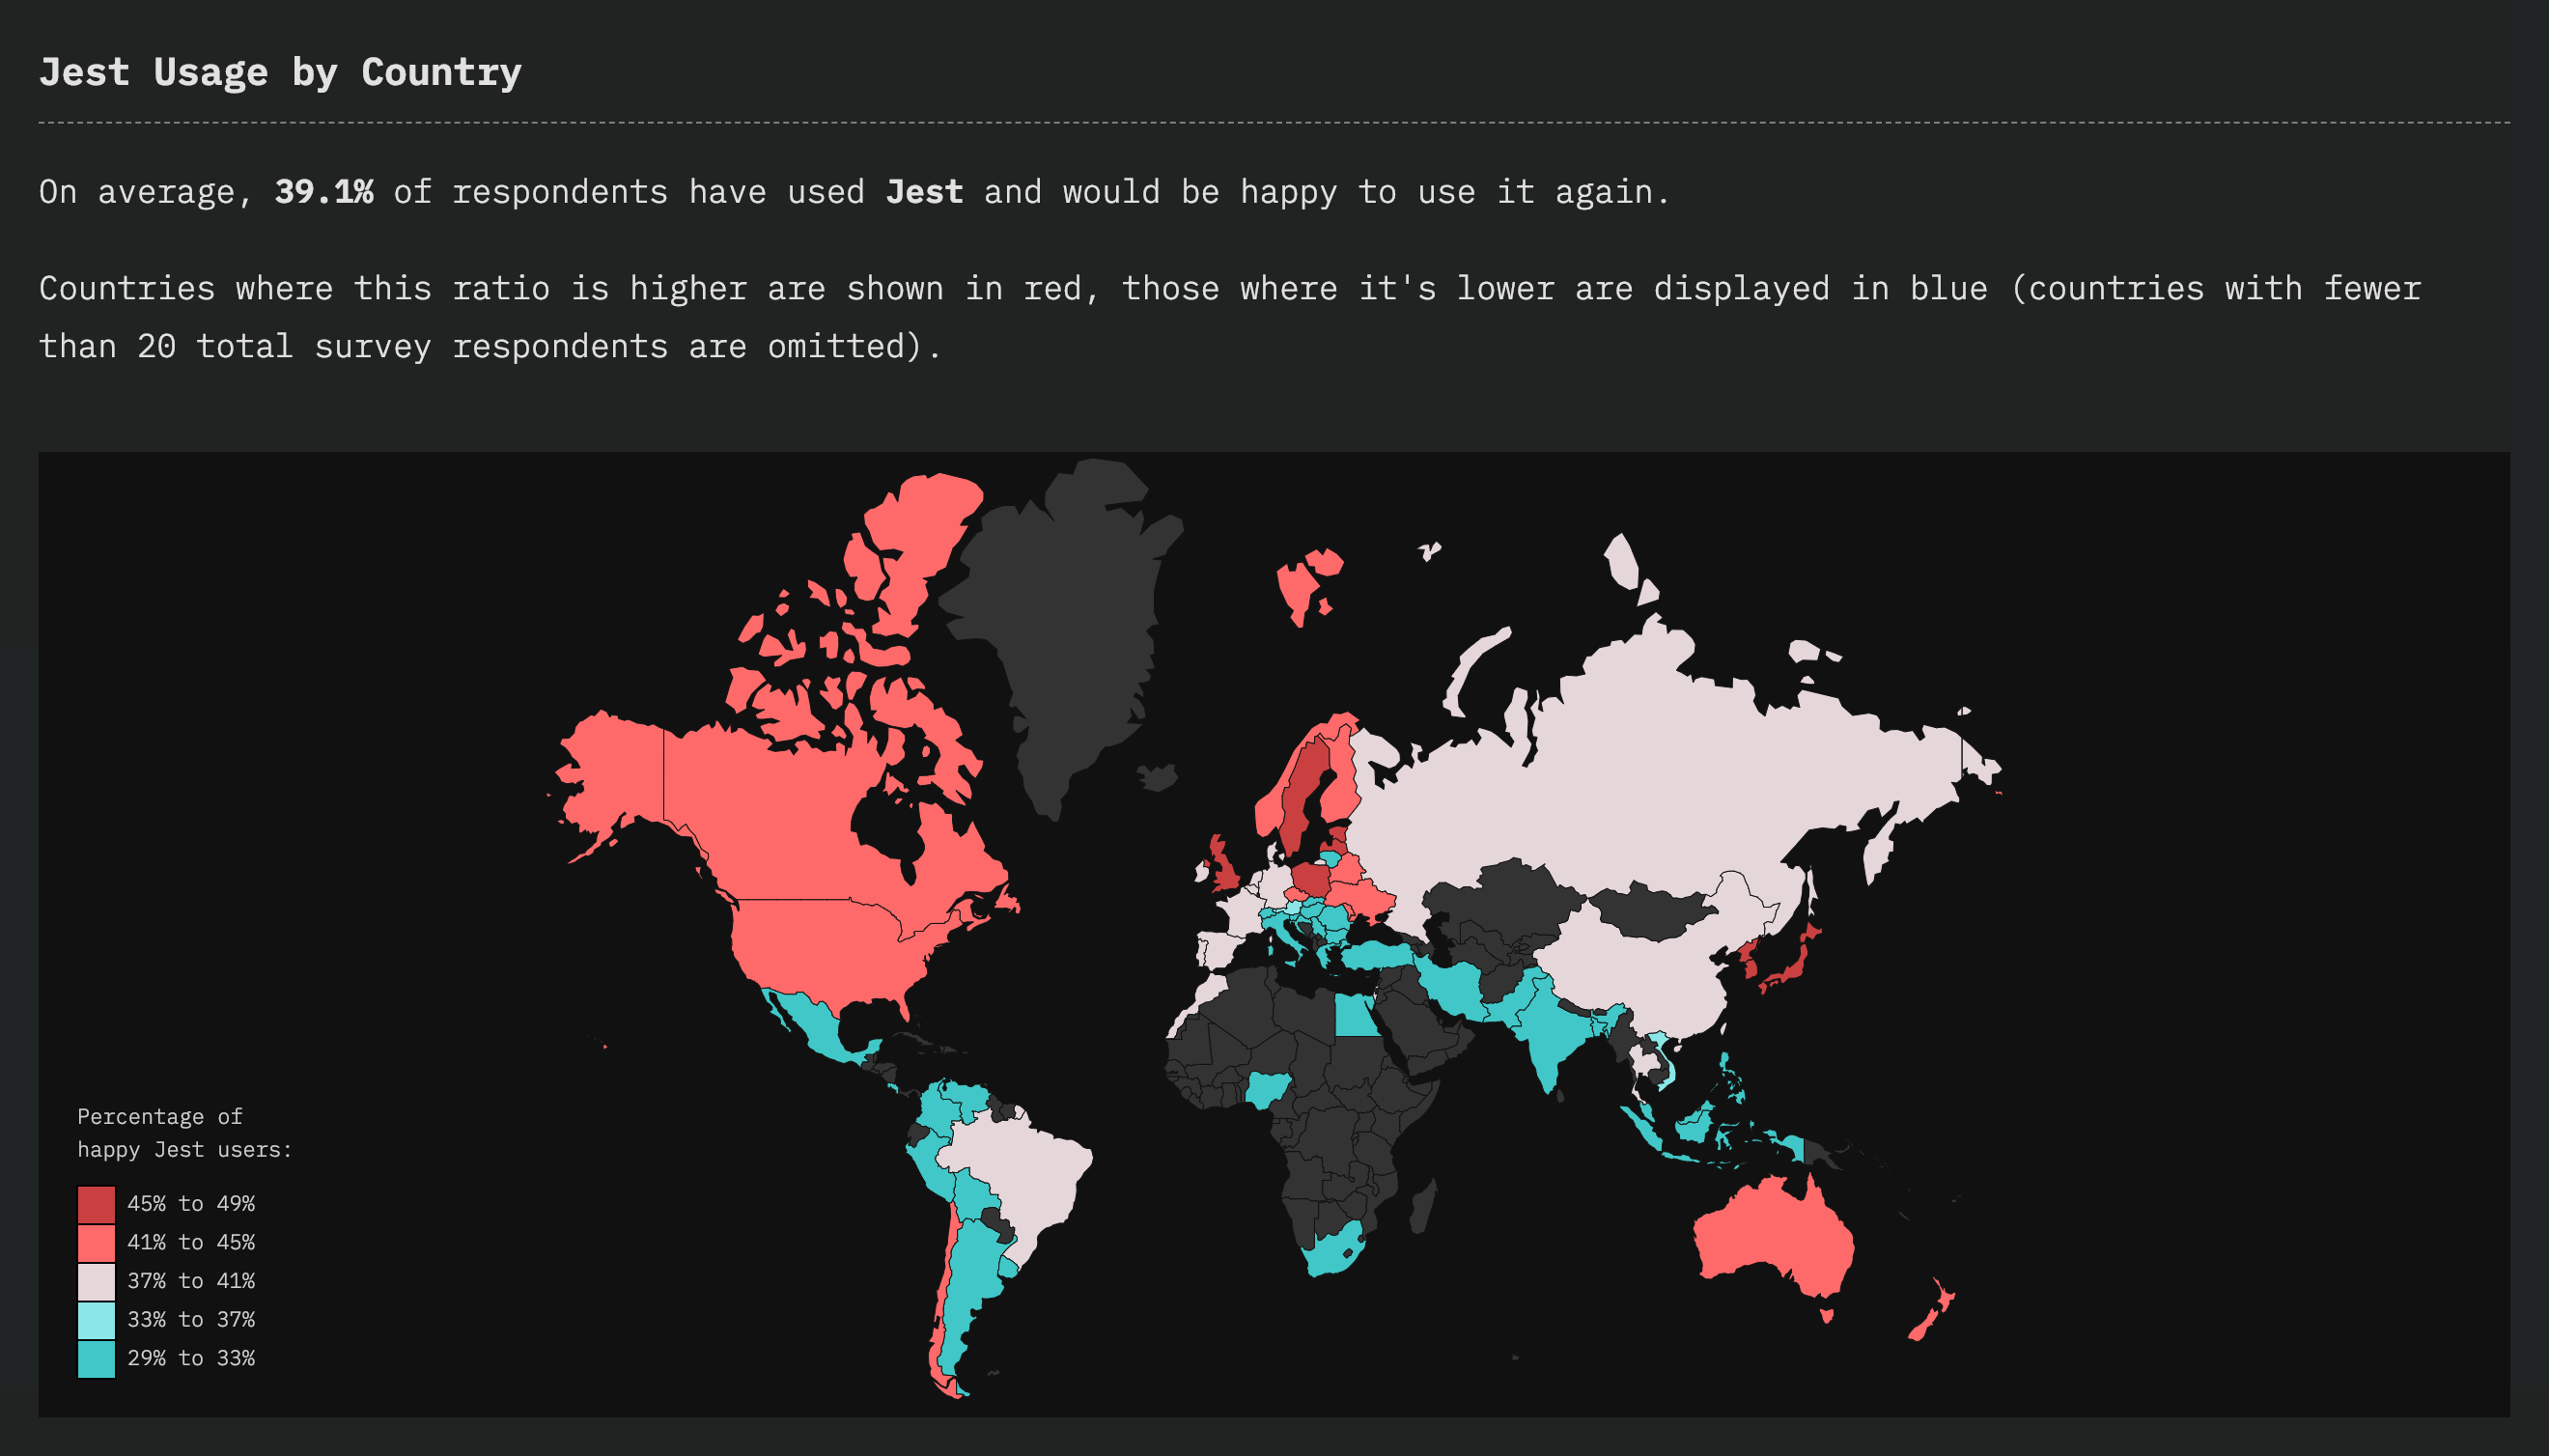 Jest Usage by Country
On average, 39.1% of respondents have used Jest and would be happy to use it again.
Countries where this ratio is higher are shown in red, those where it's lower are displayed in blue (countries with fewer
than 20 total survey respondents are omitted).
Percentage of
happy Jest users:
45% to 49%
41% to 45%
37% to 41%
33% to 37%
29% to 33%